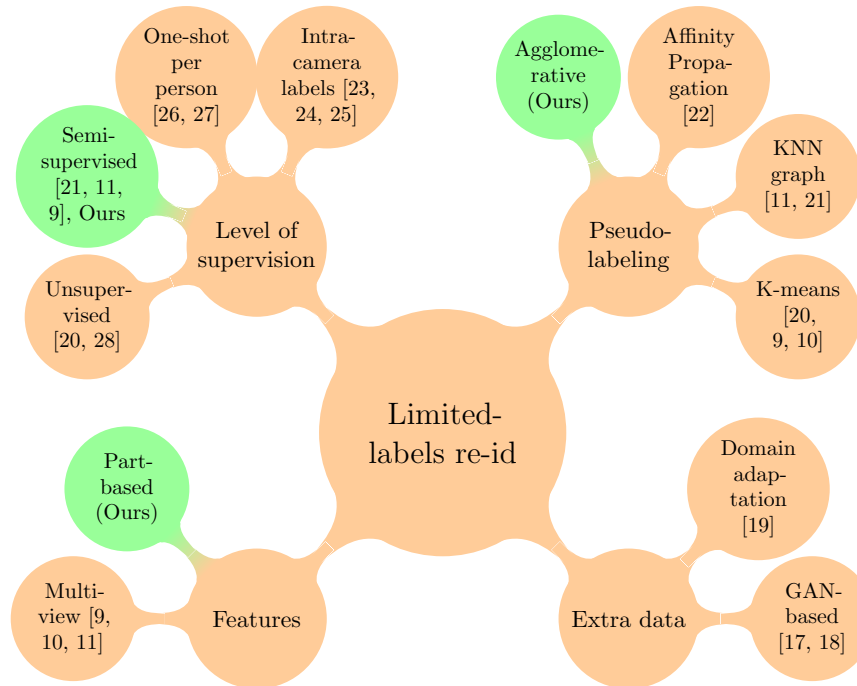 One-shot
per
person
[26, 27]
Intra-
camera
labels [23,
24, 25]
Semi-
supervised
[21, 11,
9], Ours
Level of
supervision
Unsuper-
vised
[20, 28]
Agglome-
rative
(Ours)
Affinity
Propa-
gation
[22]
KNN
graph
[11, 21]
Pseudo-
labeling
K-means
[20,
9, 10]
Limited-
labels re-id
Part-
based
(Ours)
Multi-
view [9,
10, 11]
Features
Domain
adap-
tation
[19]
Extra data
GAN-
based
[17, 18]